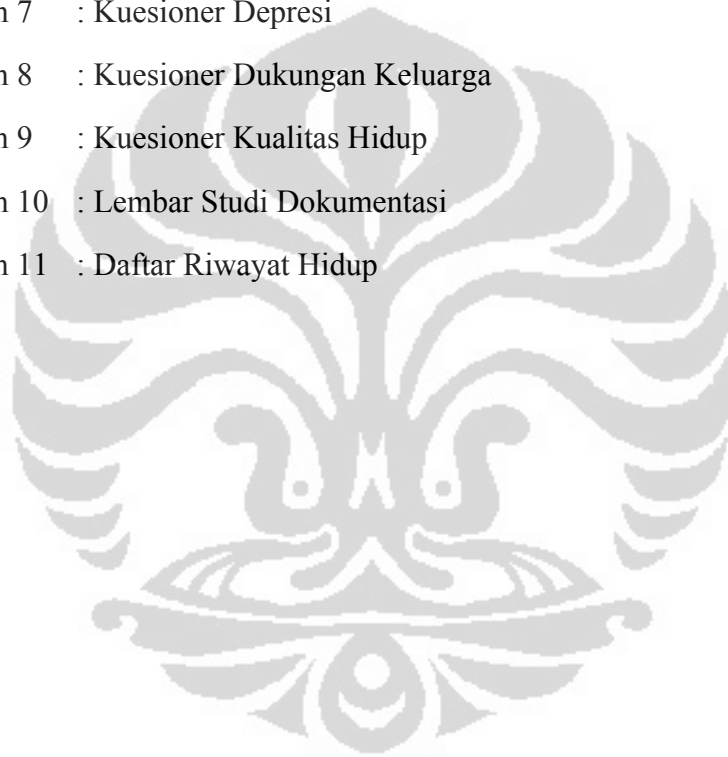 n 7 : Kuesioner Depresi
n 8 : Kuesioner Dukungan Keluarga
n 9 : Kuesioner Kualitas Hidup
n 10 : Lembar Studi Dokumentasi
n 11 : Daftar Riwayat Hidup